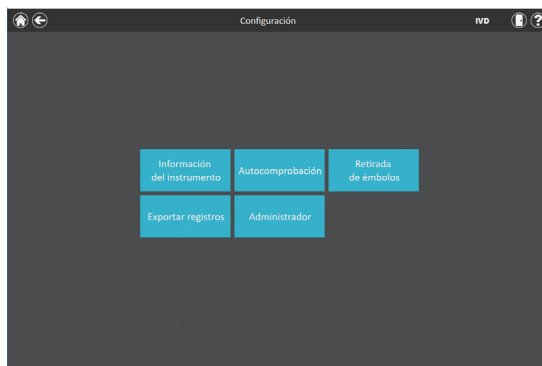 Configuración
IVD
?
Información
del instrumento
Autocomprobación
Retirada
de émbolos
Exportar registros
Administrador